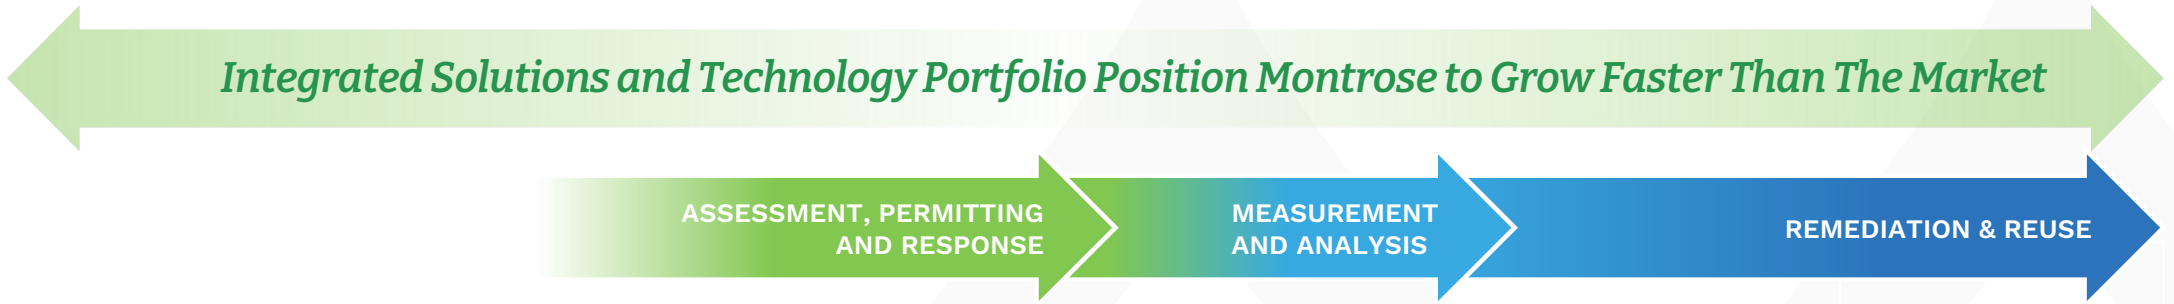 Integrated Solutions and Technology Portfolio Position Montrose to Grow Faster Than The Market
ASSESSMENT, PERMITTING
AND RESPONSE
MEASUREMENT
AND ANALYSIS
REMEDIATION & REUSE